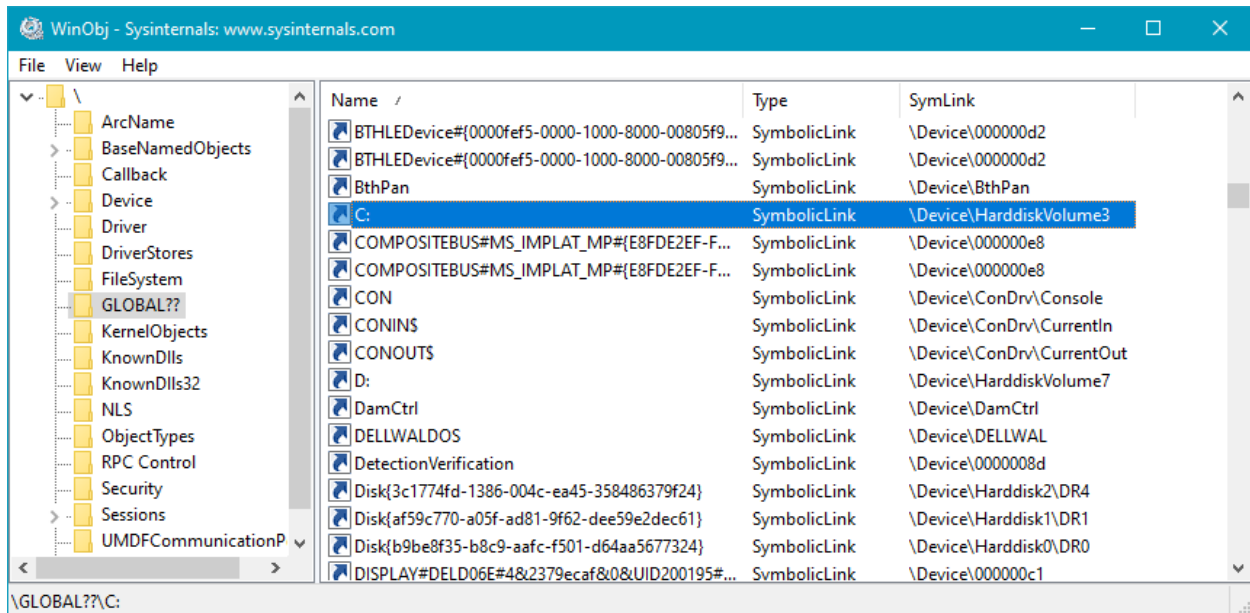 WinObj - Sysinternals: www.sysinternals.com
File View Help
\
ArcName
BaseNamedObjects
Callback
Device
Driver
DriverStores
FileSystem
GLOBAL??
KernelObjects
KnownDlls
KnownDlls32
NLS
ObjectTypes
RPC Control
Security
Sessions
UMDFCommunicationP
Name Type SymLink
BTHLEDevice#{0000fef5-0000-1000-8000-00805f9... SymbolicLink \Device\000000d2
BTHLEDevice#{0000fef5-0000-1000-8000-00805f9... SymbolicLink \Device\000000d2
BthPan SymbolicLink \Device\BthPan
C: SymbolicLink \Device\HarddiskVolume3
COMPOSITEBUS#MS_IMPLAT_MP#{E8FDE2EF-F... SymbolicLink \Device\000000e8
COMPOSITEBUS#MS_IMPLAT_MP#{E8FDE2EF-F... SymbolicLink \Device\000000e8
CON SymbolicLink \Device\ConDrv\Console
CONIN$ SymbolicLink \Device\ConDrv\CurrentIn
CONOUT$ SymbolicLink \Device\ConDrv\CurrentOut
D: SymbolicLink \Device\HarddiskVolume7
DamCtrl SymbolicLink \Device\DamCtrl
DELLWALDOS SymbolicLink \Device\DELLWAL
DetectionVerification SymbolicLink \Device\0000008d
Disk{3c1774fd-1386-004c-ea45-358486379f24} SymbolicLink \Device\Harddisk2\DR4
Disk{af59c770-a05f-ad81-9f62-dee59e2dec61} SymbolicLink \Device\Harddisk1\DR1
Disk{b9be8f35-b8c9-aafc-f501-d64aa5677324} SymbolicLink \Device\Harddisk0\DR0
DISPLAY#DELD06E#4&2379ecaf&0&UID200195#... SymbolicLink \Device\000000c1
\GLOBAL??\C: